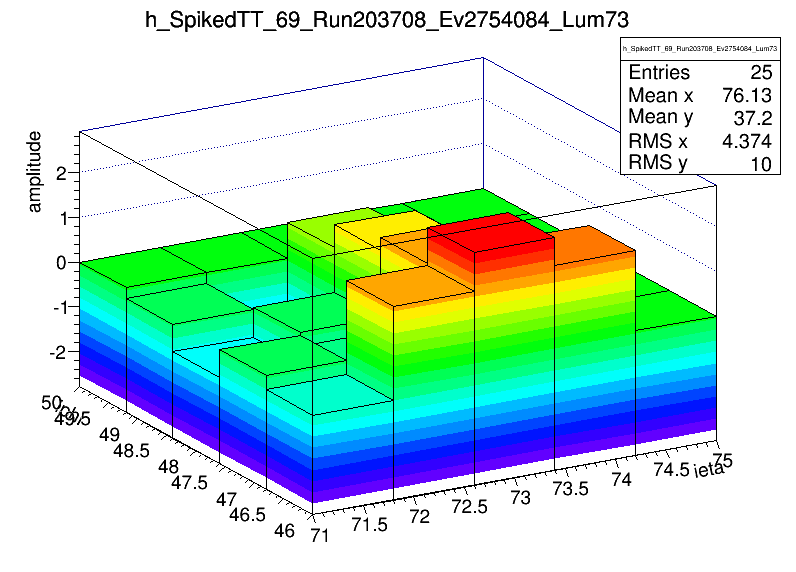 h_SpikedTT_69_Run203708_Ev2754084_Lum73
h_SpikedTT_69_Run203708_Ev2754084_Lum73
Entries 25
Mean x 76.13
Mean y 37.2
RMS x 4.374
RMS y 10
amplitude
2
1
0
-1
-2
50
49.5
49
48.5
48
47.5
47
46.5
46
71
71.5
72
72.5
73
73.5
74
74.5
75
ieta